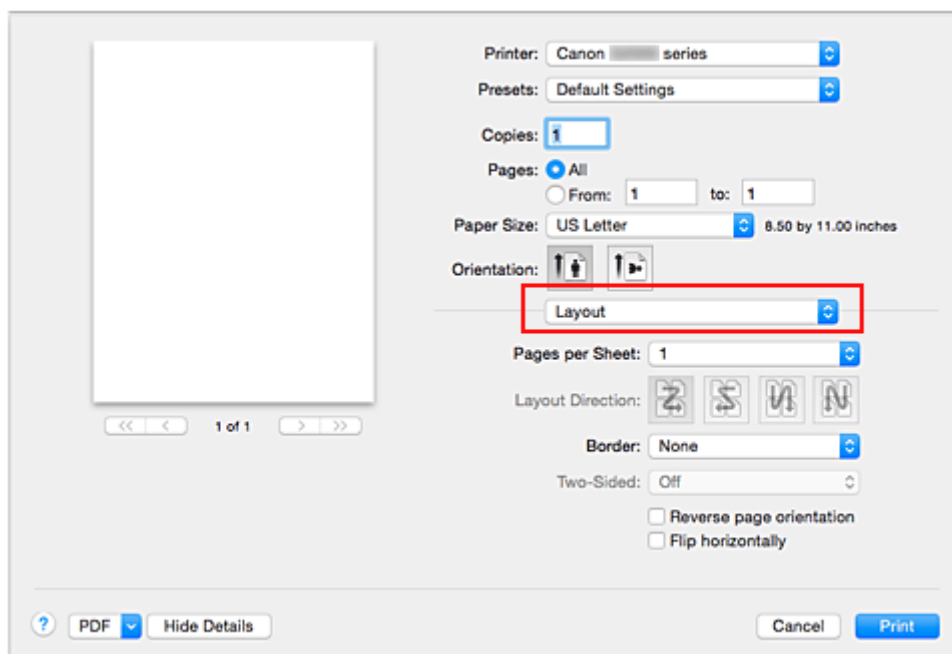 Printer: Canon series
Presets: Default Settings
Copies: 1
Pages: All
From: 1 to: 1
Paper Size: US Letter 8.50 by 11.00 inches
Orientation:
Layout
Pages per Sheet: 1
Layout Direction:
<< < 1 of 1 > >>
Border: None
Two-Sided: Off
Reverse page orientation
Flip horizontally
? PDF Hide Details Cancel Print